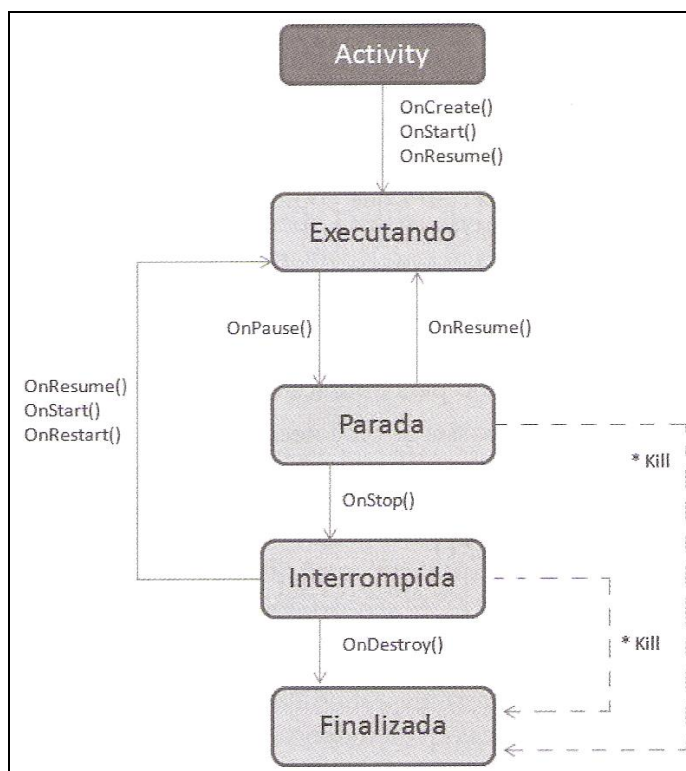 Activity
OnCreate()
OnStart()
OnResume()
Executando
OnPause()
OnResume()
OnResume()
OnStart()
OnRestart()
Parada
* Kill
OnStop()
Interrompida
OnDestroy()
* Kill
Finalizada